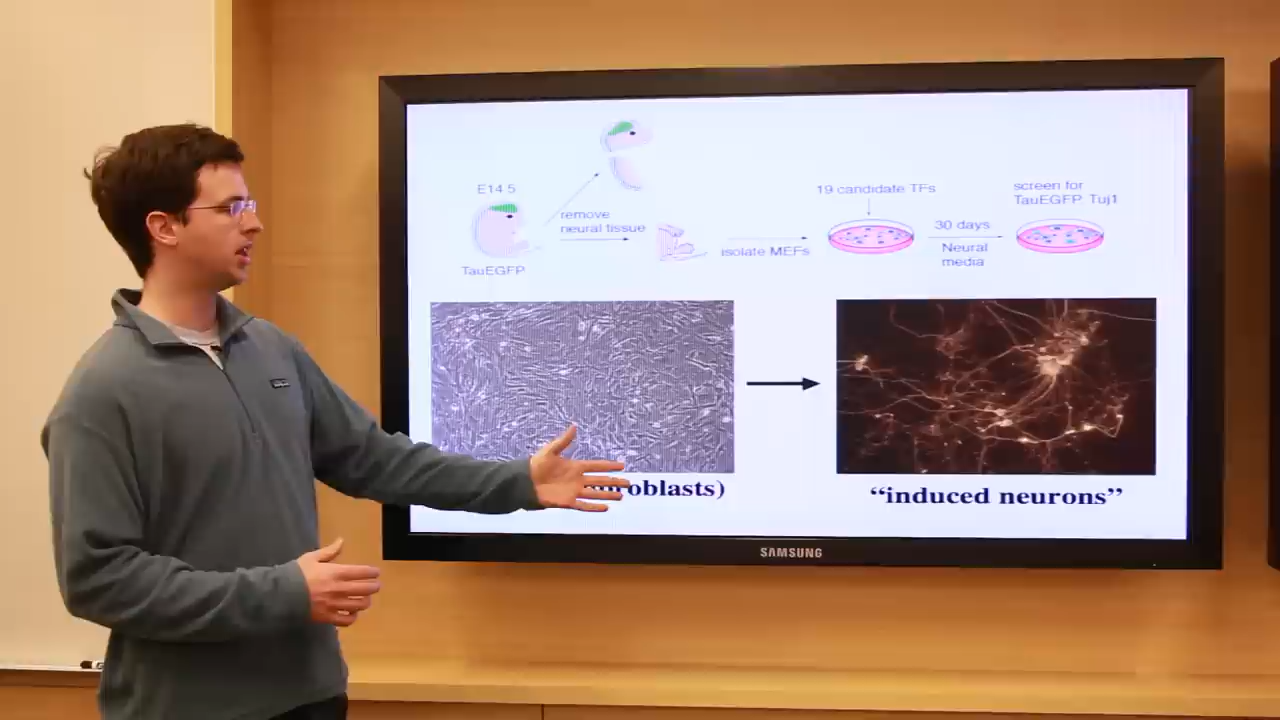 E14.5
TauEGFP
remove
neural tissue
isolate MEFs
19 candidate TFs
30 days
Neural
media
screen for
TauEGFP, Tuj1
“induced neurons”
SAMSUNG